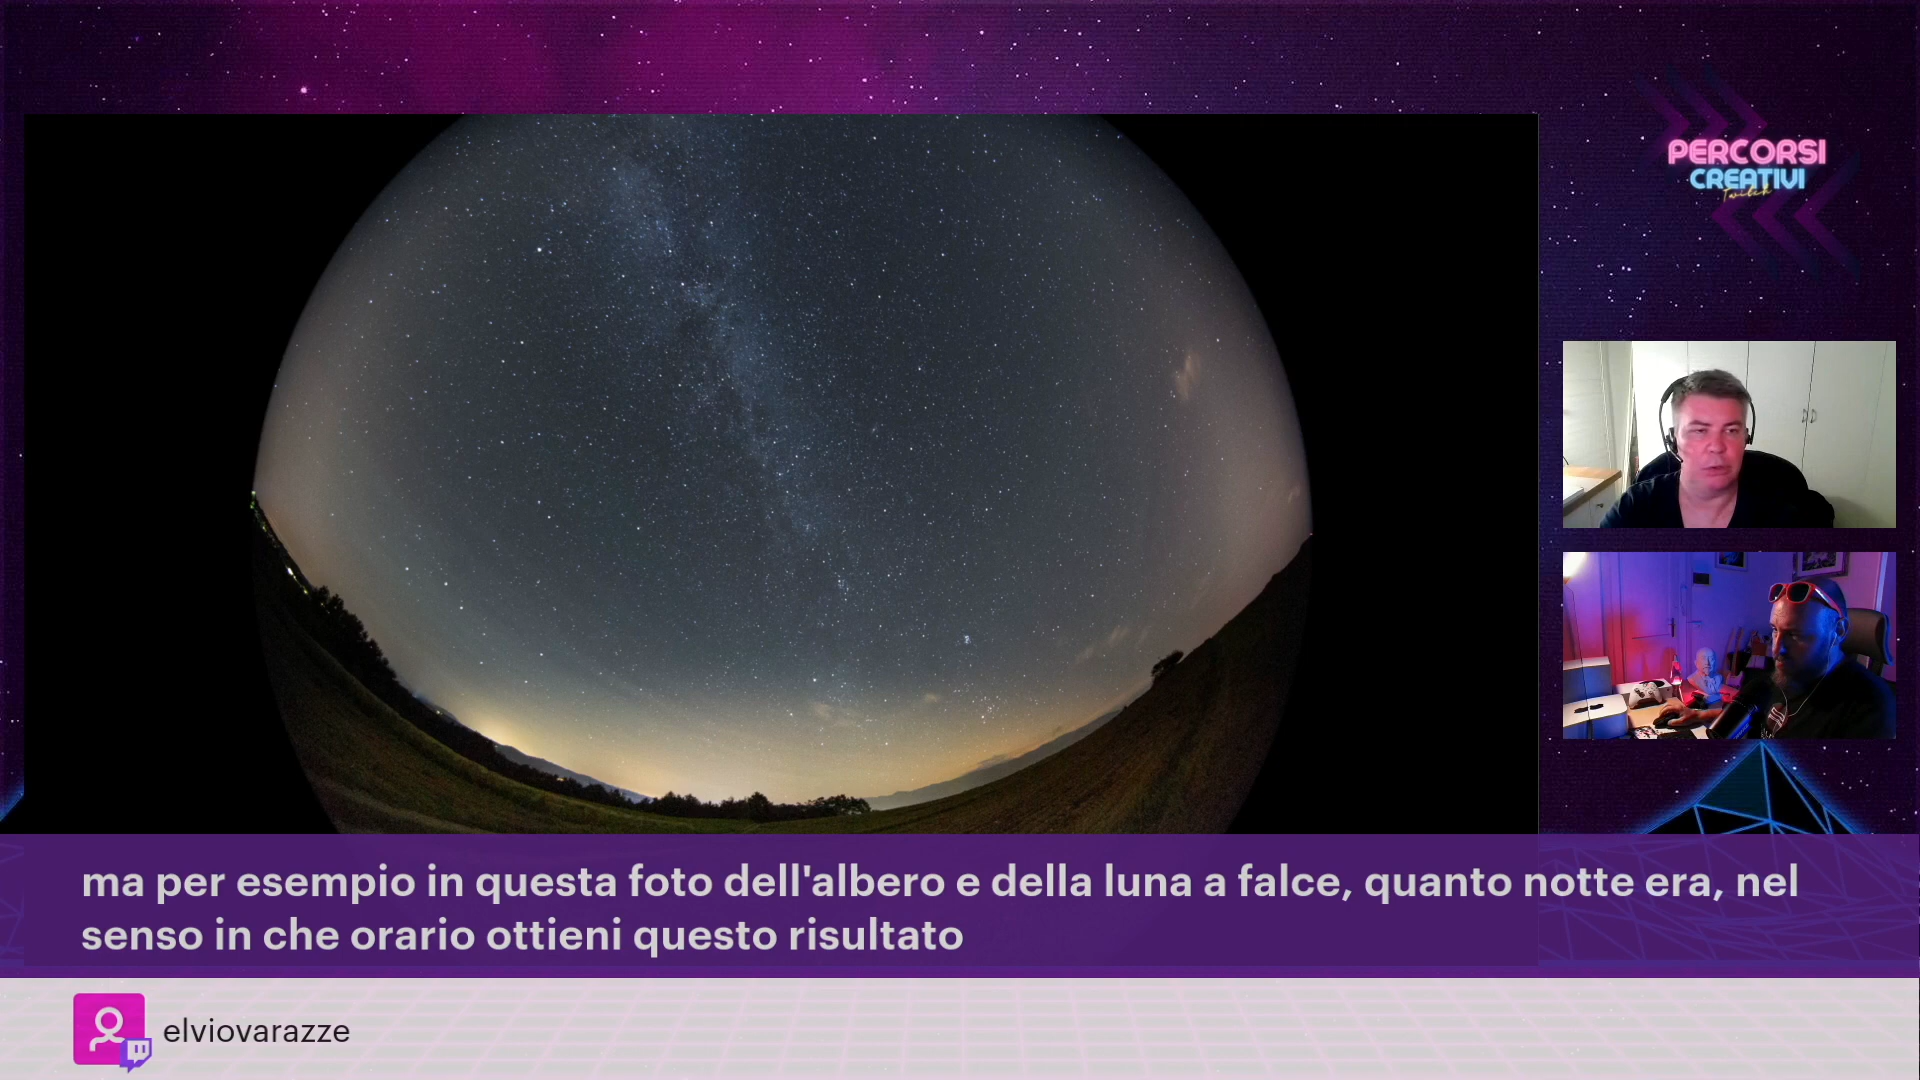 PERCORSI
CREATIVI
Twitch
ma per esempio in questa foto dell'albero e della luna a falce, quanto notte era, nel
senso in che orario ottieni questo risultato
elviovarazze